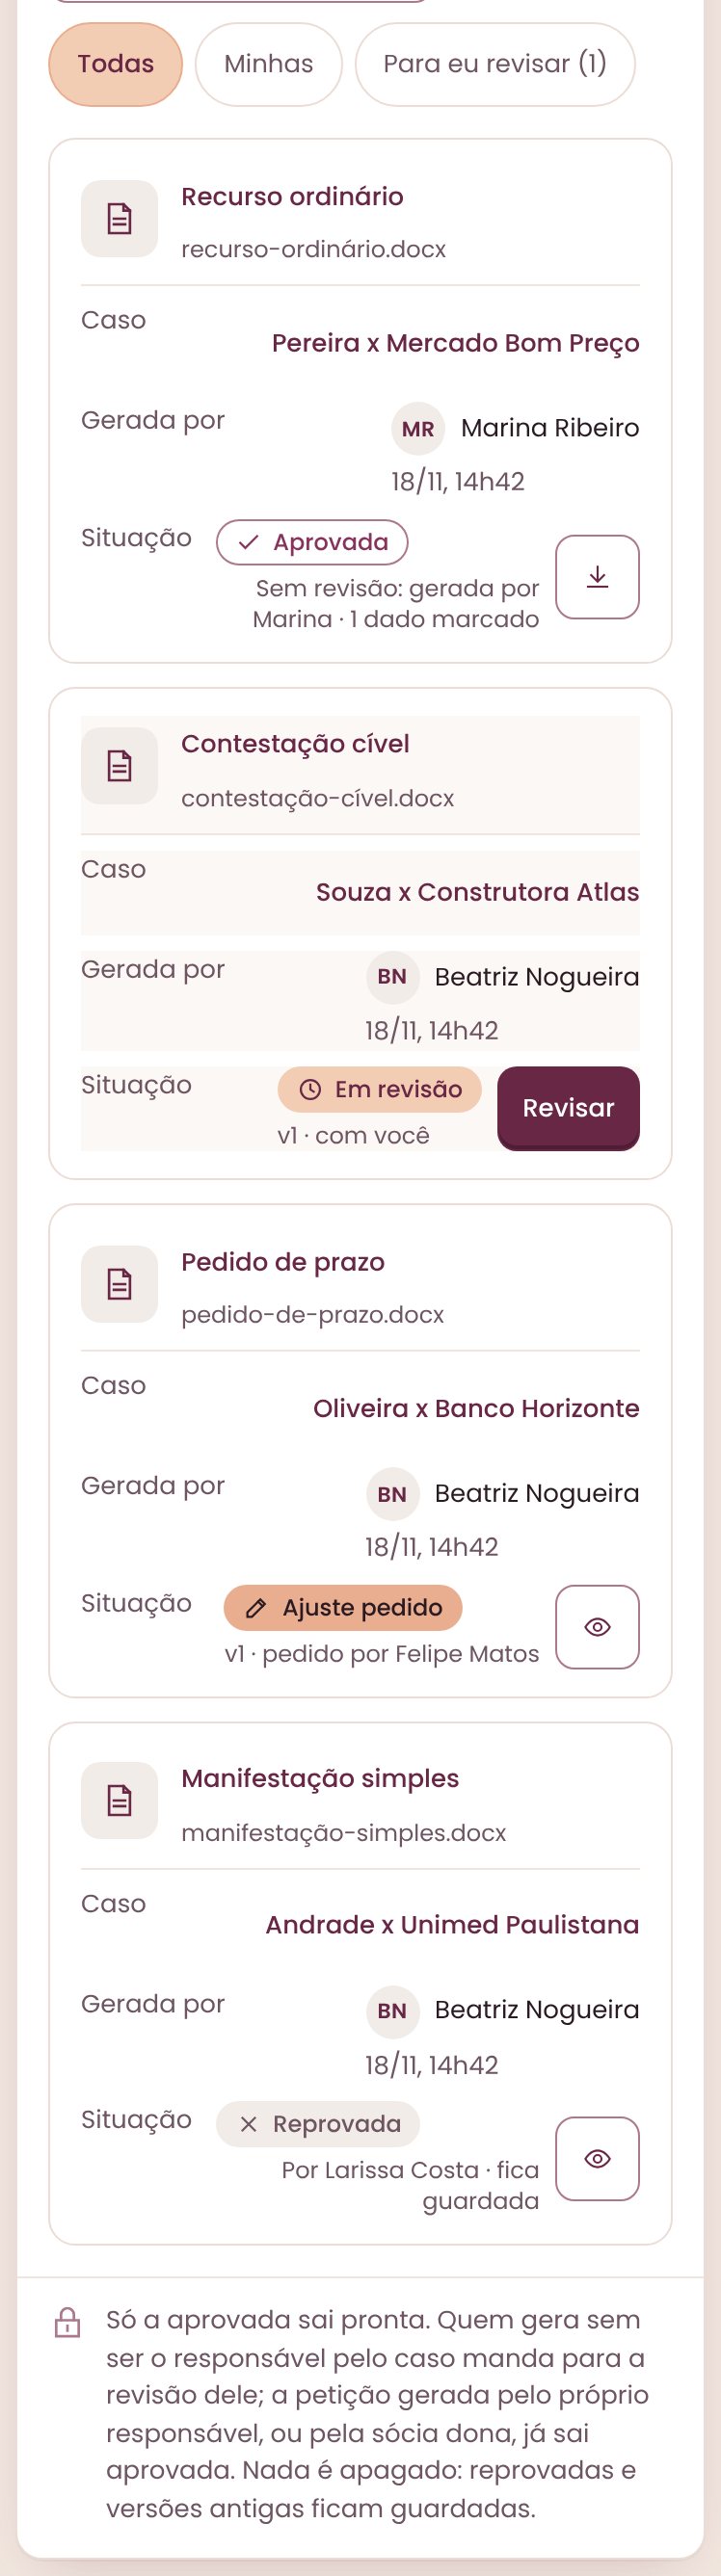 Todas
Minhas
Para eu revisar (1)
Recurso ordinário
recurso-ordinário.docx
Caso
Pereira x Mercado Bom Preço
Gerada por
MR
Marina Ribeiro
18/11, 14h42
Situação
Aprovada
Sem revisão: gerada por
Marina · 1 dado marcado
Contestação cível
contestação-cível.docx
Caso
Souza x Construtora Atlas
Gerada por
BN
Beatriz Nogueira
18/11, 14h42
Situação
Em revisão
v1 · com você
Revisar
Pedido de prazo
pedido-de-prazo.docx
Caso
Oliveira x Banco Horizonte
Gerada por
BN
Beatriz Nogueira
18/11, 14h42
Situação
Ajuste pedido
v1 · pedido por Felipe Matos
Manifestação simples
manifestação-simples.docx
Caso
Andrade x Unimed Paulistana
Gerada por
BN
Beatriz Nogueira
18/11, 14h42
Situação
Reprovada
Por Larissa Costa · fica
guardada
Só a aprovada sai pronta. Quem gera sem
ser o responsável pelo caso manda para a
revisão dele; a petição gerada pelo próprio
responsável, ou pela sócia dona, já sai
aprovada. Nada é apagado: reprovadas e
versões antigas ficam guardadas.